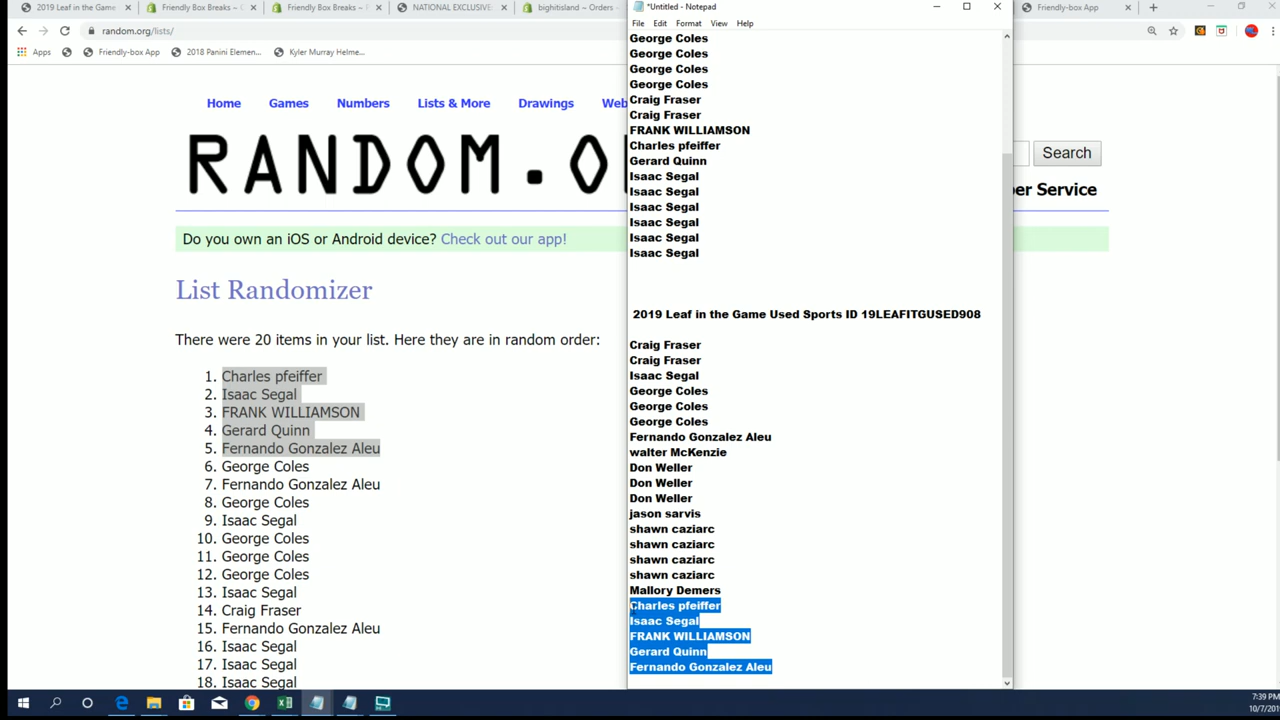 2019 Leaf in the Game
Friendly Box Breaks – C
Friendly Box Breaks – F
NATIONAL EXCLUSIVE
bighitisland ~ Orders ~
Friendly-box App
random.org/lists/
Apps
Friendly-box App
2018 Panini Elemen...
Kyler Murray Helme...
Home
Games
Numbers
Lists & More
Drawings
Web
RANDOM.O
Search
er Service
Do you own an iOS or Android device? Check out our app!
List Randomizer
There were 20 items in your list. Here they are in random order:
1. Charles pfeiffer
2. Isaac Segal
3. FRANK WILLIAMSON
4. Gerard Quinn
5. Fernando Gonzalez Aleu
6. George Coles
7. Fernando Gonzalez Aleu
8. George Coles
9. Isaac Segal
10. George Coles
11. George Coles
12. George Coles
13. Isaac Segal
14. Craig Fraser
15. Fernando Gonzalez Aleu
16. Isaac Segal
17. Isaac Segal
18. Isaac Segal
*Untitled - Notepad
File Edit Format View Help
George Coles
George Coles
George Coles
George Coles
Craig Fraser
Craig Fraser
FRANK WILLIAMSON
Charles pfeiffer
Gerard Quinn
Isaac Segal
Isaac Segal
Isaac Segal
Isaac Segal
Isaac Segal
Isaac Segal
2019 Leaf in the Game Used Sports ID 19LEAFITGUSED908
Craig Fraser
Craig Fraser
Isaac Segal
George Coles
George Coles
George Coles
Fernando Gonzalez Aleu
walter McKenzie
Don Weller
Don Weller
Don Weller
jason sarvis
shawn caziarc
shawn caziarc
shawn caziarc
shawn caziarc
Mallory Demers
Charles pfeiffer
Isaac Segal
FRANK WILLIAMSON
Gerard Quinn
Fernando Gonzalez Aleu
7:39 PM
10/7/201